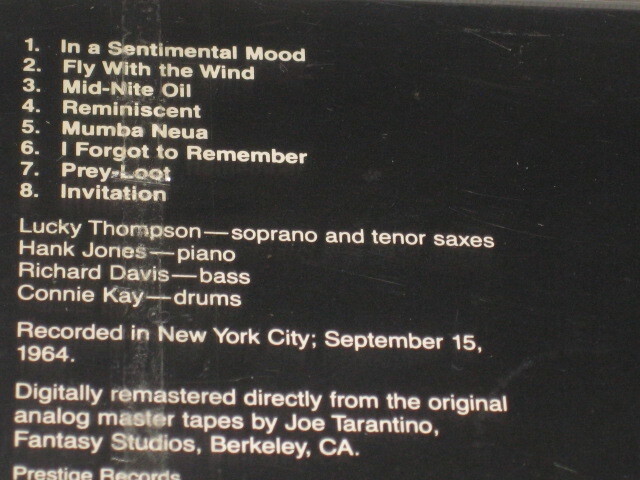 1. In a Sentimental Mood
2. Fly With the Wind
3. Mid-Nite Oil
4. Reminiscent
5. Mumba Neua
6. I Forgot to Remember
7. Prey-Loot
8. Invitation
Lucky Thompson—soprano and tenor saxes
Hank Jones—piano
Richard Davis—bass
Connie Kay—drums
Recorded in New York City; September 15,
1964.
Digitally remastered directly from the original
analog master tapes by Joe Tarantino,
Fantasy Studios, Berkeley, CA.
Prestige Records